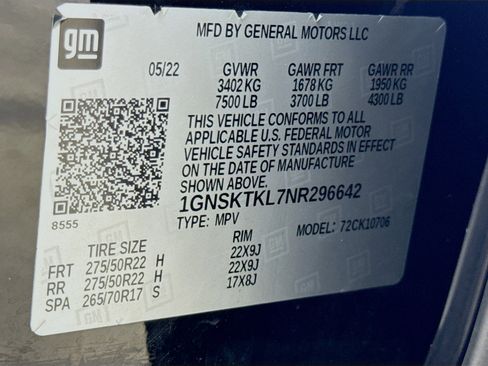 gm
MFD BY GENERAL MOTORS LLC
05/22 GVWR GAWR FRT GAWR RR
3402 KG 1678 KG 1950 KG
7500 LB 3700 LB 4300 LB
THIS VEHICLE CONFORMS TO ALL
APPLICABLE U.S. FEDERAL MOTOR
VEHICLE SAFETY STANDARDS IN EFFECT
ON THE DATE OF MANUFACTURE
SHOWN ABOVE.
1GNSKTKL7NR296642
8555
TYPE: MPV MODEL: 72CK10706
TIRE SIZE RIM
FRT 275/50R22 H 22X9J
RR 275/50R22 H 22X9J
SPA 265/70R17 S 17X8J